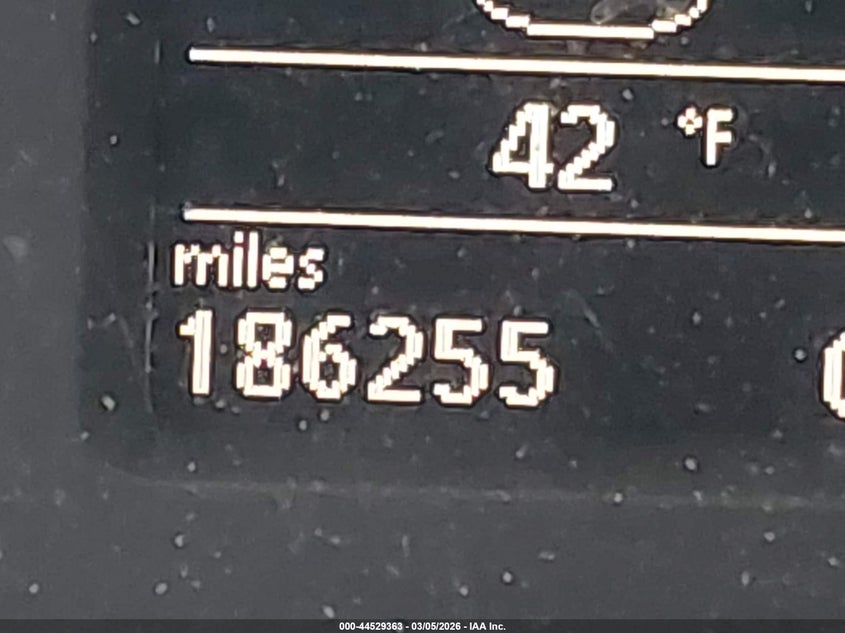 42 °F
miles
186255
000-44529363 - 03/05/2026 - IAA Inc.